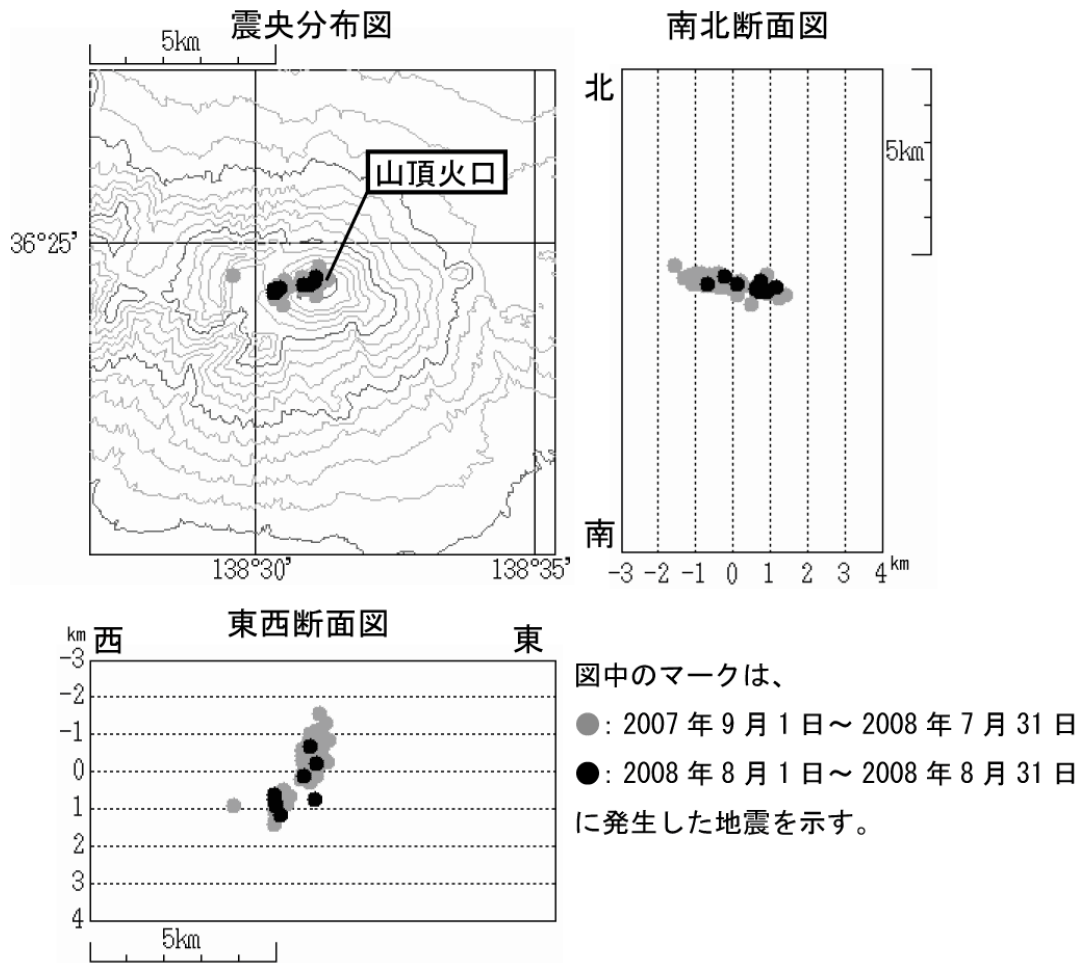 震央分布図
5km
山頂火口
36°25'
138°30'
138°35'
南北断面図
北
5km
南
-3 -2 -1 0 1 2 3 4 km
東西断面図
km 西 東
-3
-2
-1
0
1
2
3
4
5km
図中のマークは、
●: 2007 年 9 月 1 日～ 2008 年 7 月 31 日
●: 2008 年 8 月 1 日～ 2008 年 8 月 31 日
に発生した地震を示す。